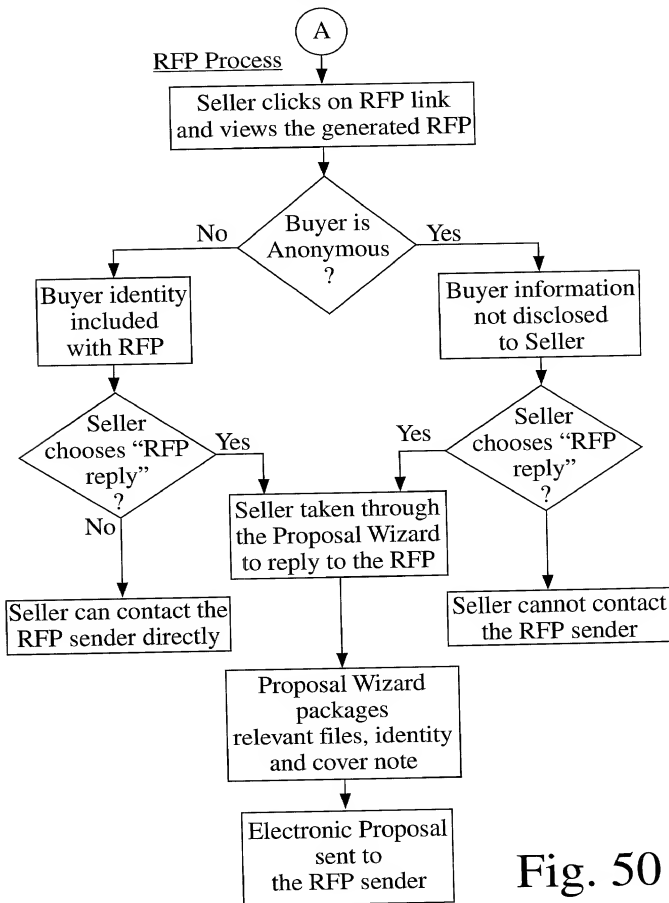 A
RFP Process
Seller clicks on RFP link
and views the generated RFP
Buyer is
Anonymous
?
No
Yes
Buyer identity
included
with RFP
Buyer information
not disclosed
to Seller
Seller
chooses “RFP
reply”
?
Yes
No
Seller
chooses “RFP
reply”
?
Yes
Seller taken through
the Proposal Wizard
to reply to the RFP
Seller can contact the
RFP sender directly
Seller cannot contact
the RFP sender
Proposal Wizard
packages
relevant files, identity
and cover note
Electronic Proposal
sent to
the RFP sender
Fig. 50